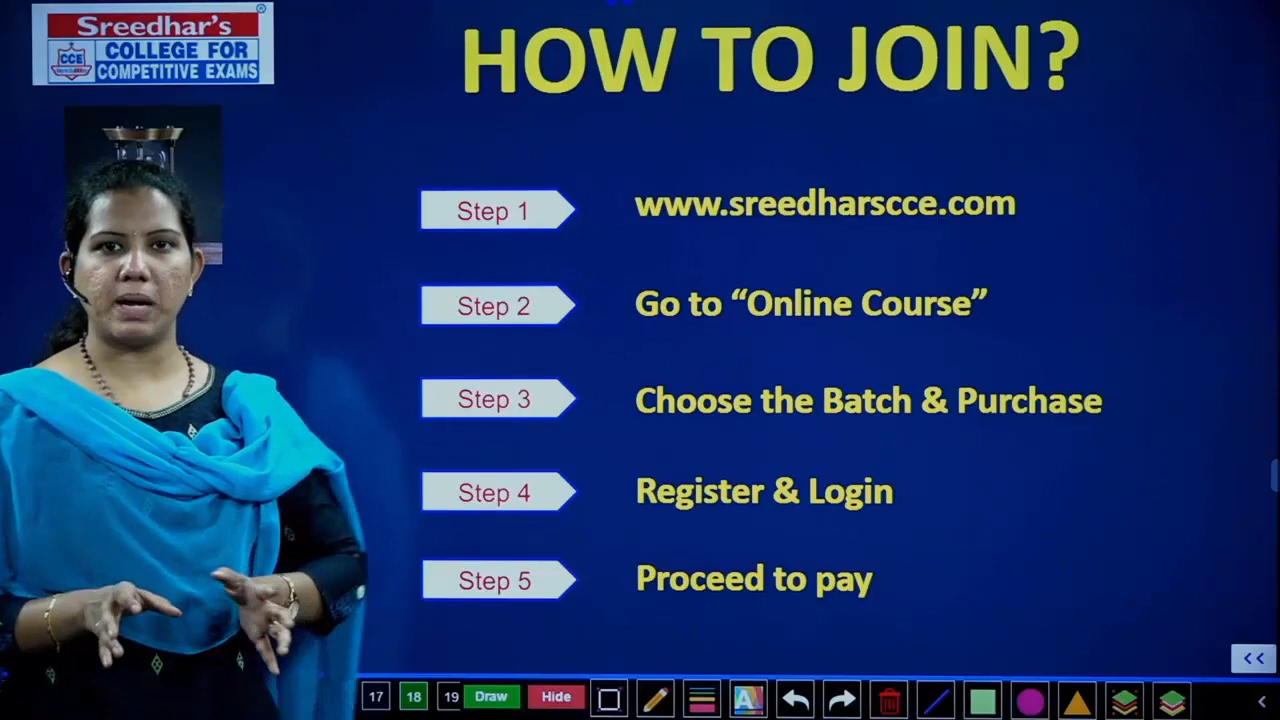 Sreedhar's
CCE
COLLEGE FOR
COMPETITIVE EXAMS
HOW TO JOIN?
Step 1
www.sreedharscce.com
Step 2
Go to “Online Course”
Step 3
Choose the Batch & Purchase
Step 4
Register & Login
Step 5
Proceed to pay
<<
17
18
19
Draw
Hide